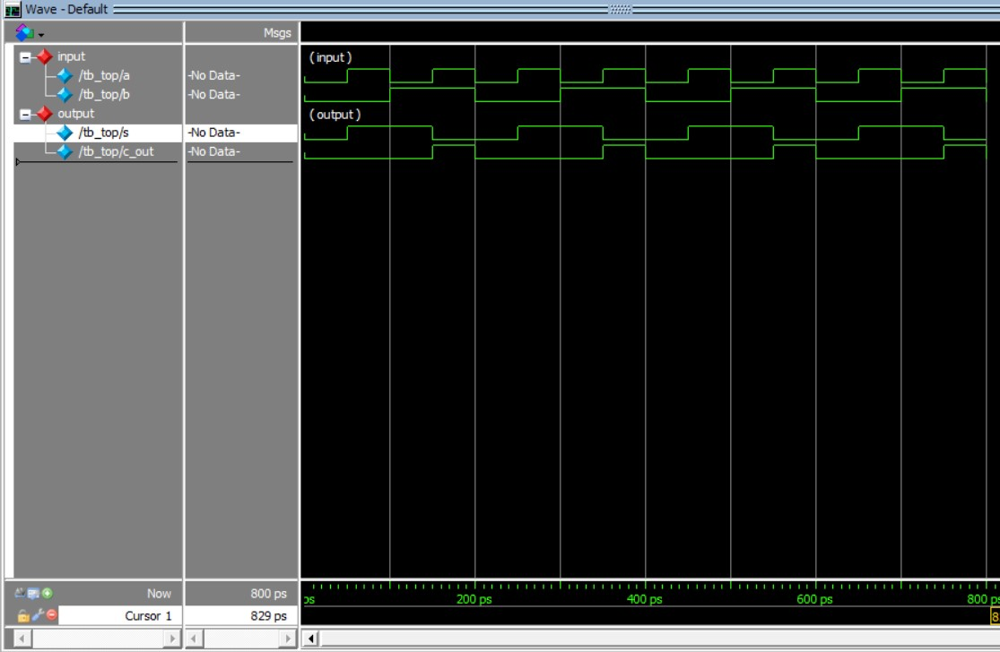 Wave - Default
Msgs
input
(input)
/tb_top/a -No Data-
/tb_top/b -No Data-
output
(output)
/tb_top/s -No Data-
/tb_top/c_out -No Data-
Now 800 ps
ps 200 ps 400 ps 600 ps 800 ps
Cursor 1 829 ps
8